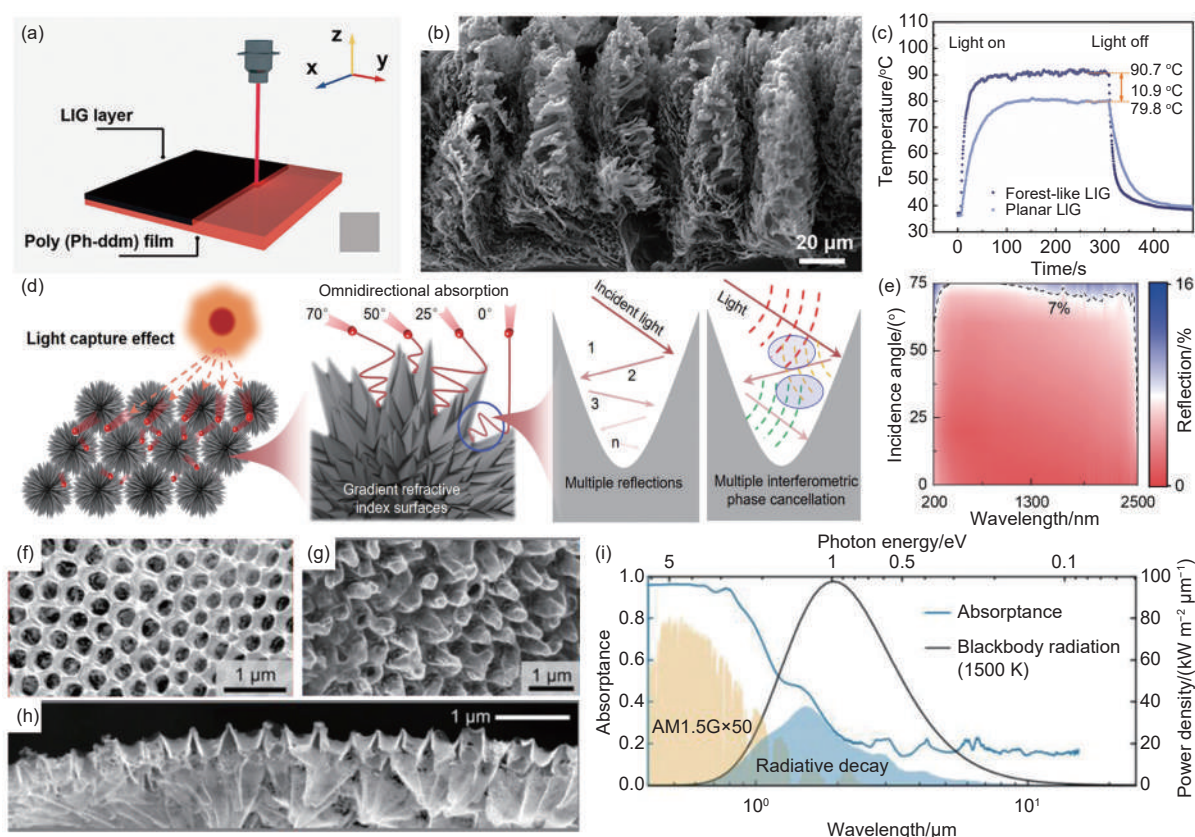 (a)
z
x
y
LIG layer
Poly (Ph-ddm) film
(b)
20 µm
(c)
Light on
Light off
100
90
80
70
60
50
40
30
Temperature/°C
90.7 °C
10.9 °C
79.8 °C
Forest-like LIG
Planar LIG
0
100
200
300
400
Time/s
(d)
Light capture effect
Omnidirectional absorption
70°
50°
25°
0°
Gradient refractive
index surfaces
Incident light
1
2
3
n
Multiple reflections
Light
Multiple interferometric
phase cancellation
(e)
75
50
25
0
Incidence angle/(°)
7%
200
1300
2500
Wavelength/nm
16
0
Reflection/%
(f)
1 µm
(g)
1 µm
(h)
1 µm
(i)
Photon energy/eV
5
1
0.5
0.1
1.0
0.8
0.6
0.4
0.2
0.0
Absorptance
Absorptance
Blackbody radiation
(1500 K)
AM1.5G×50
Radiative decay
100
80
60
40
20
0
Power density/(kW m⁻² µm⁻¹)
10⁰
10¹
Wavelength/µm